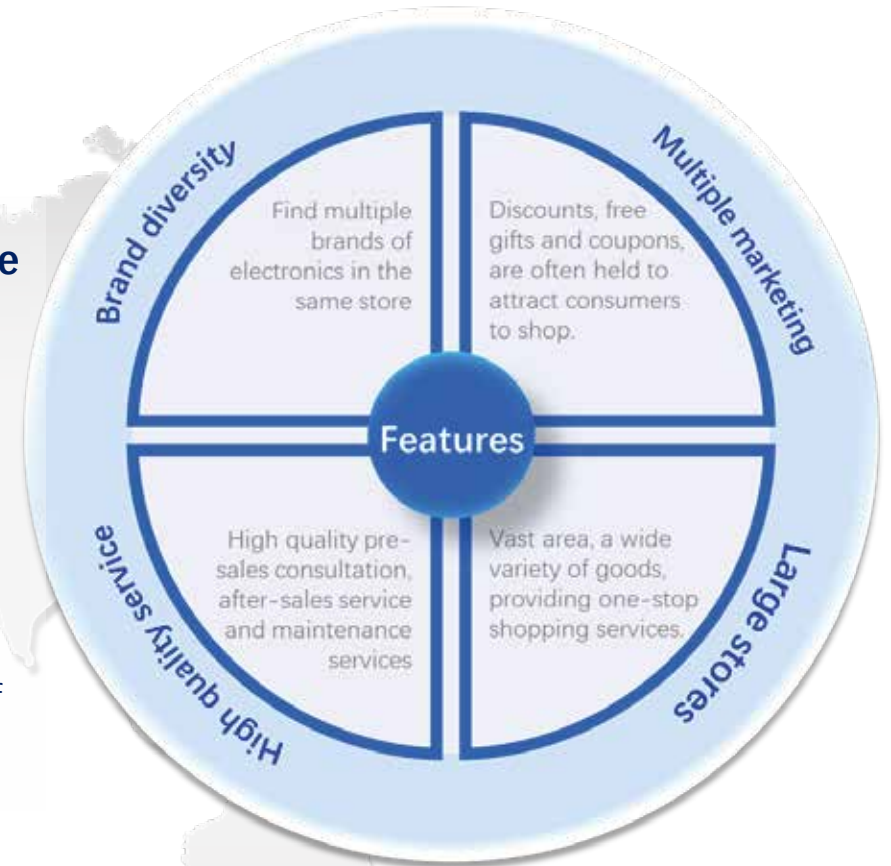 e
Brand diversity
Find multiple
brands of
electronics in the
same store
Multiple marketing
Discounts, free
gifts and coupons,
are often held to
attract consumers
to shop.
Features
High quality service
High quality pre-
sales consultation,
after-sales service
and maintenance
services
Large stores
Vast area, a wide
variety of goods,
providing one-stop
shopping services.